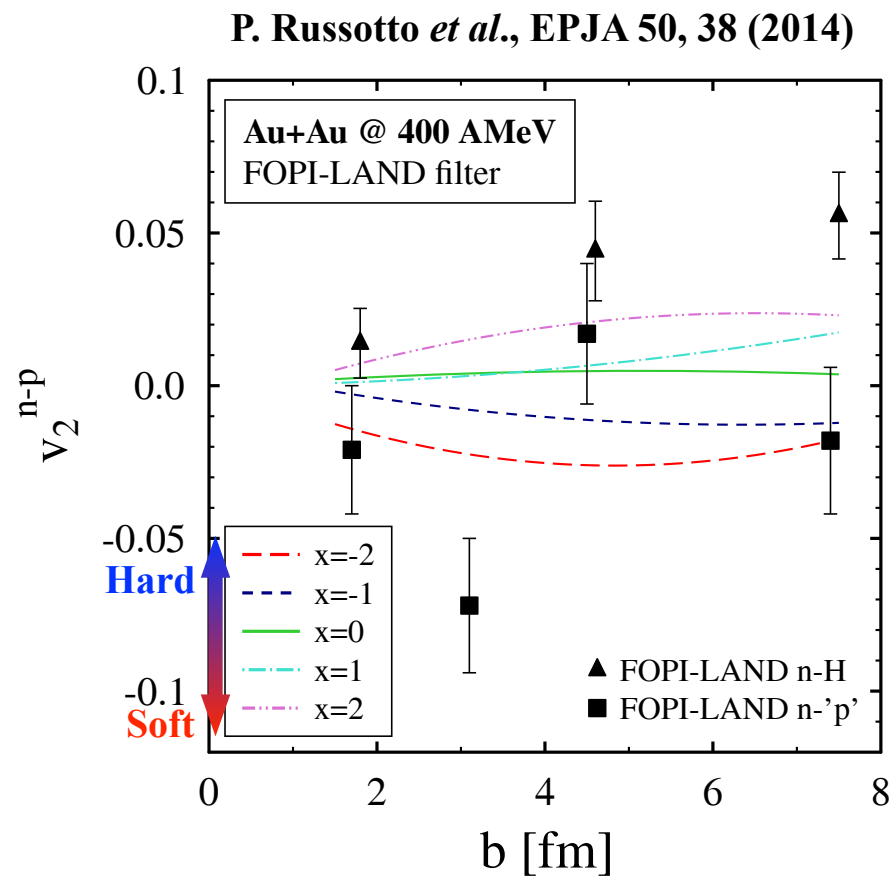 P. Russotto et al., EPJA 50, 38 (2014)
0.1
Au+Au @ 400 AMeV
FOPI-LAND filter
0.05
0.0
v2 n-p
-0.05
x=-2
Hard
x=-1
x=0
x=1
FOPI-LAND n-H
-0.1
x=2
FOPI-LAND n-'p'
Soft
0 2 4 6 8
b [fm]